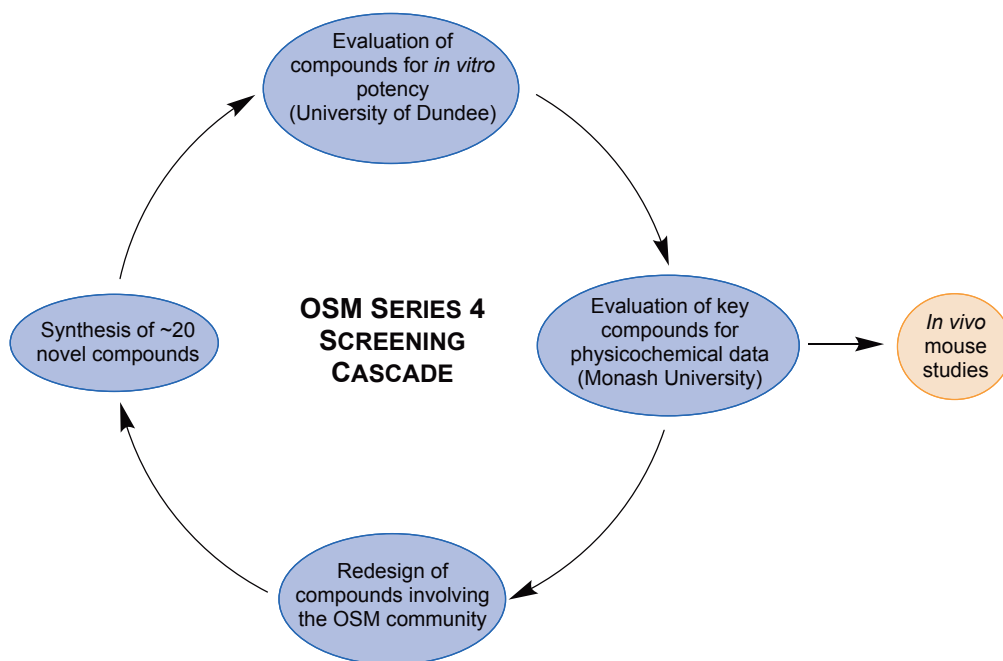 Evaluation of
compounds for in vitro
potency
(University of Dundee)
OSM SERIES 4
SCREENING
CASCADE
Synthesis of ~20
novel compounds
Evaluation of key
compounds for
physicochemical data
(Monash University)
In vivo
mouse
studies
Redesign of
compounds involving
the OSM community